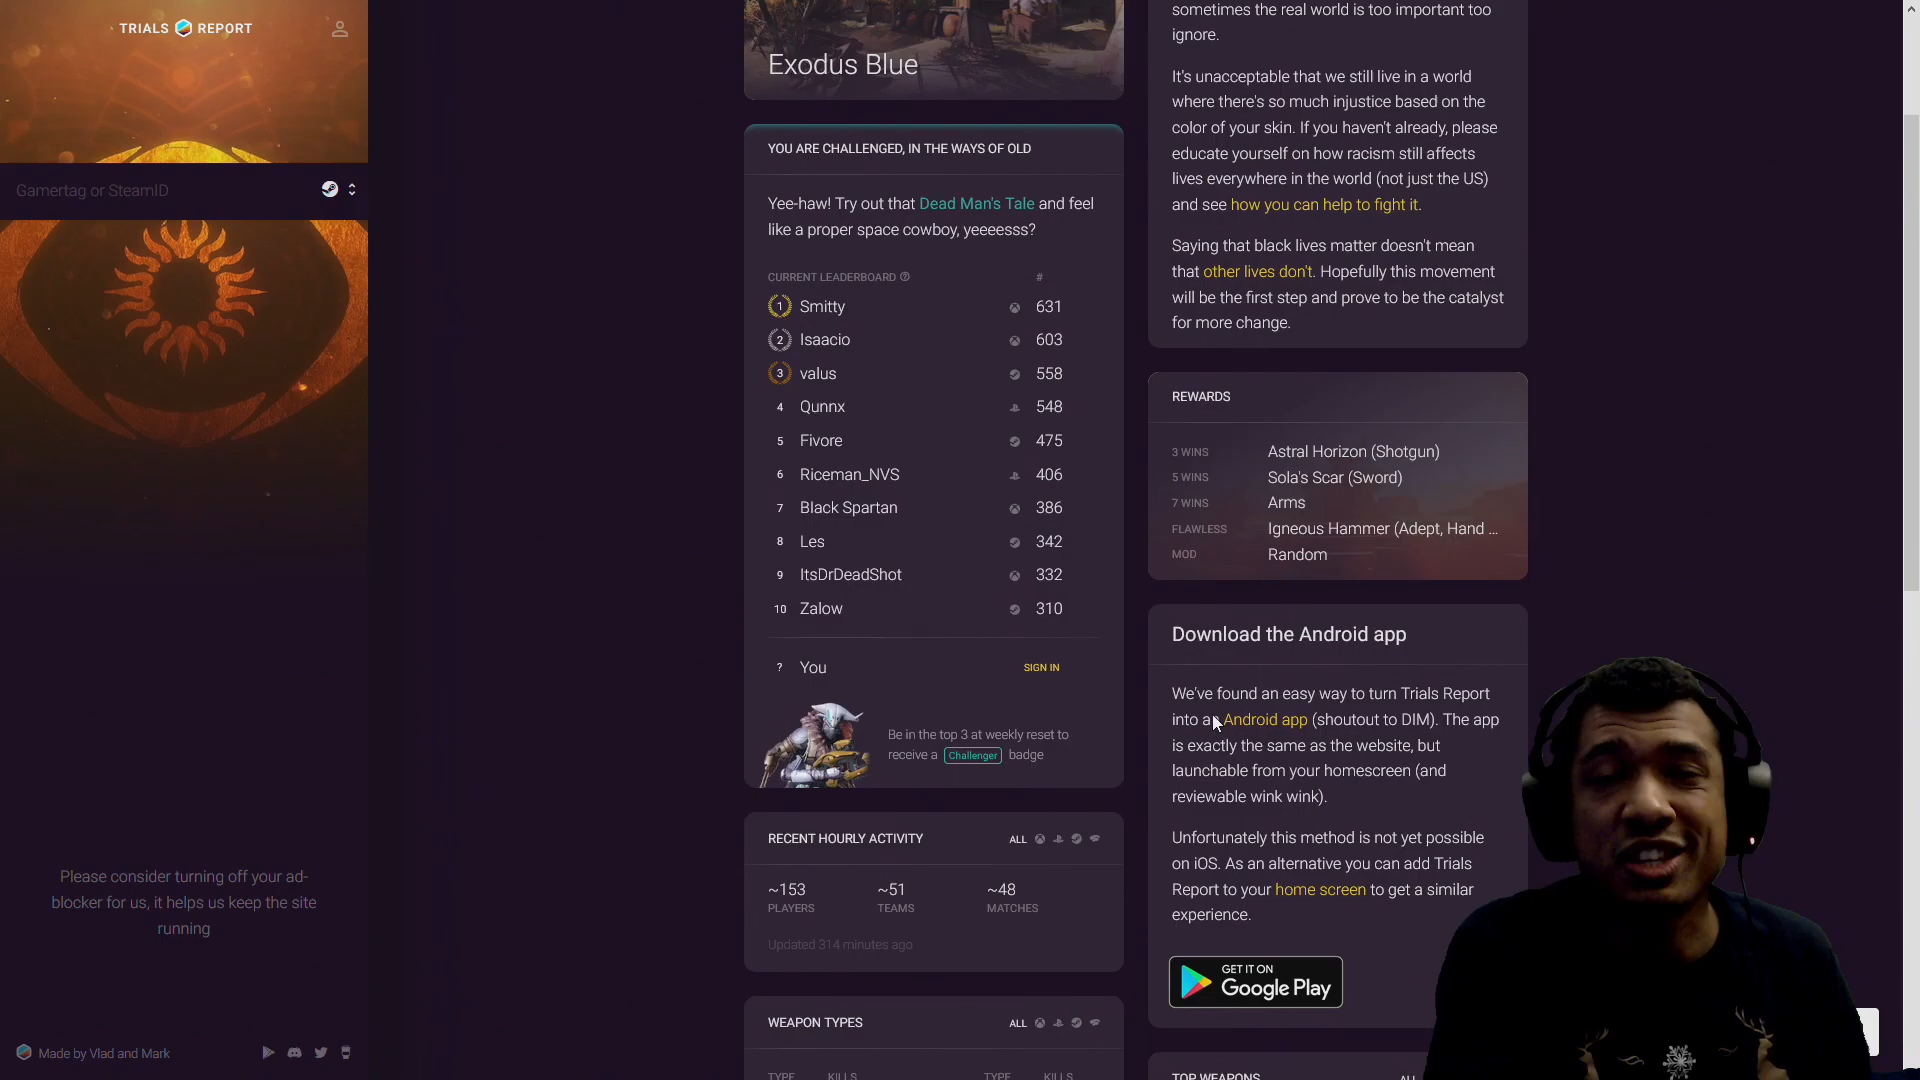 TRIALS REPORT
Gamertag or SteamID
Please consider turning off your ad-
blocker for us, it helps us keep the site
running
Made by Vlad and Mark
Exodus Blue
YOU ARE CHALLENGED, IN THE WAYS OF OLD
Yee-haw! Try out that Dead Man's Tale and feel
like a proper space cowboy, yeeeesss?
CURRENT LEADERBOARD ? #
1 Smitty 631
2 Isaacio 603
3 valus 558
4 Qunnx 548
5 Fivore 475
6 Riceman_NVS 406
7 Black Spartan 386
8 Les 342
9 ItsDrDeadShot 332
10 Zalow 310
? You SIGN IN
Be in the top 3 at weekly reset to
receive a Challenger badge
RECENT HOURLY ACTIVITY ALL
~153 ~51 ~48
PLAYERS TEAMS MATCHES
Updated 314 minutes ago
WEAPON TYPES ALL
TYPE KILLS TYPE KILLS
sometimes the real world is too important too
ignore.
It's unacceptable that we still live in a world
where there's so much injustice based on the
color of your skin. If you haven't already, please
educate yourself on how racism still affects
lives everywhere in the world (not just the US)
and see how you can help to fight it.
Saying that black lives matter doesn't mean
that other lives don't. Hopefully this movement
will be the first step and prove to be the catalyst
for more change.
REWARDS
3 WINS Astral Horizon (Shotgun)
5 WINS Sola's Scar (Sword)
7 WINS Arms
FLAWLESS Igneous Hammer (Adept, Hand ...
MOD Random
Download the Android app
We've found an easy way to turn Trials Report
into a Android app (shoutout to DIM). The app
is exactly the same as the website, but
launchable from your homescreen (and
reviewable wink wink).
Unfortunately this method is not yet possible
on iOS. As an alternative you can add Trials
Report to your home screen to get a similar
experience.
GET IT ON
Google Play
TOP WEAPONS ALL